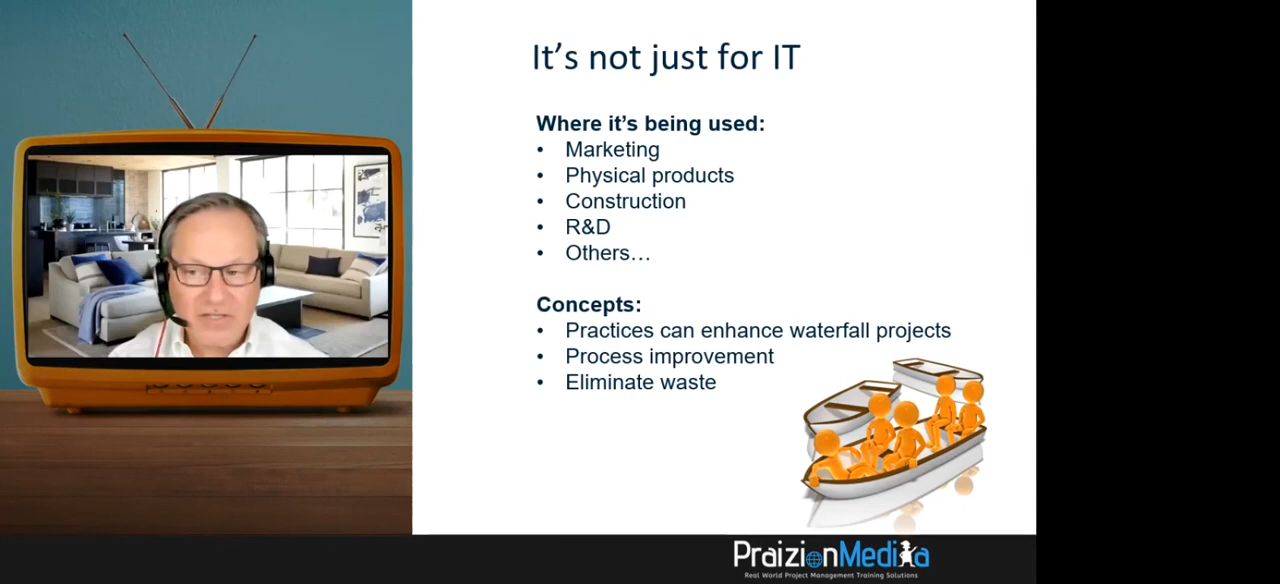 It's not just for IT
Where it's being used:
• Marketing
• Physical products
• Construction
• R&D
• Others…
Concepts:
• Practices can enhance waterfall projects
• Process improvement
• Eliminate waste
PraizionMedia
Real World Project Management Training Solutions